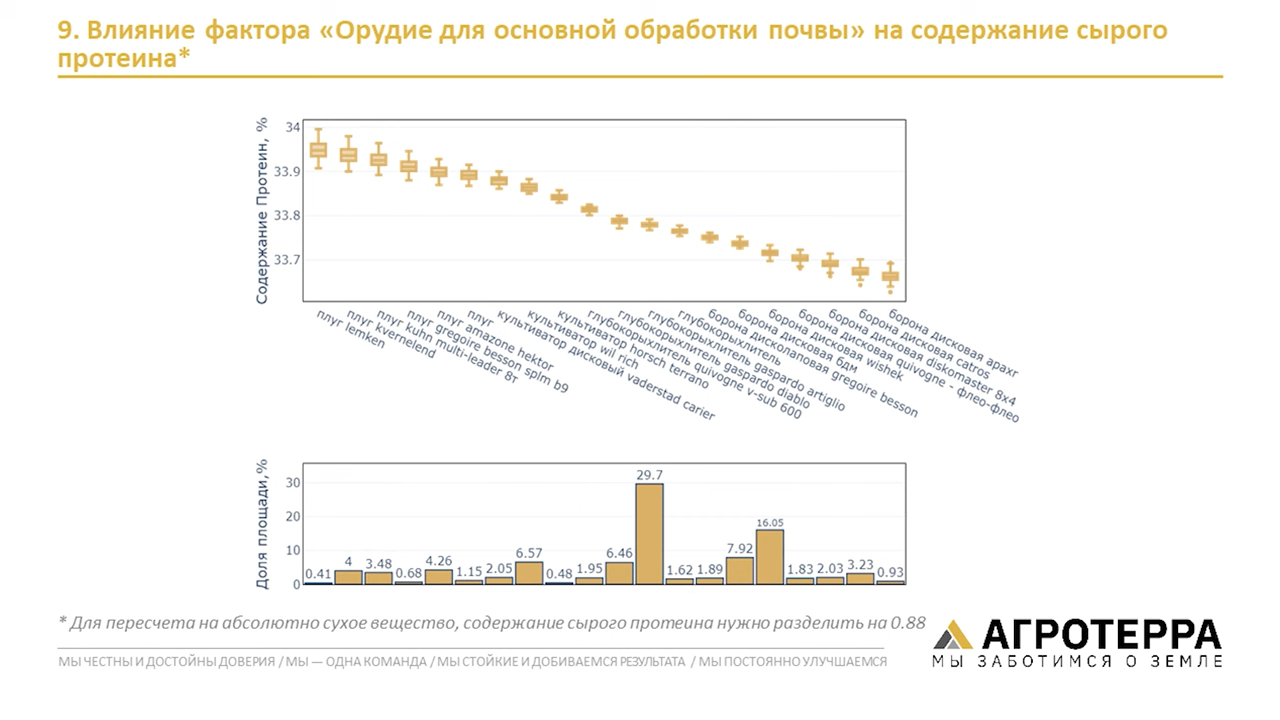 9. Влияние фактора «Орудие для основной обработки почвы» на содержание сырого
протеина*
Содержание Протеин, %
34
33.9
33.8
33.7
плуг lemken
плуг kvernelend
плуг kuhn multi-leader 8т
плуг gregoire besson splm b9
плуг amazone hektor
плуг
культиватор дисковый vaderstad carier
культиватор wil rich
культиватор horsch terrano
глубокорыхлитель quivogne v-sub 600
глубокорыхлитель gaspardo diablo
глубокорыхлитель gaspardo artiglio
глубокорыхлитель
борона дисколаповая gregoire besson
борона дисковая бдм
борона дисковая wishek
борона дисковая quivogne - флео-флео
борона дисковая diskomaster 8x4
борона дисковая catros
борона дисковая арахг
Доля площади,%
30
20
10
0
0.41 4 3.48 0.68 4.26 1.15 2.05 6.57 0.48 1.95 6.46 29.7 1.62 1.89 7.92 16.05 1.83 2.03 3.23 0.93
* Для пересчета на абсолютно сухое вещество, содержание сырого протеина нужно разделить на 0.88
МЫ ЧЕСТНЫ И ДОСТОЙНЫ ДОВЕРИЯ / МЫ — ОДНА КОМАНДА / МЫ СТОЙКИЕ И ДОБИВАЕМСЯ РЕЗУЛЬТАТА / МЫ ПОСТОЯННО УЛУЧШАЕМСЯ
АГРОТЕРРА
МЫ ЗАБОТИМСЯ О ЗЕМЛЕ